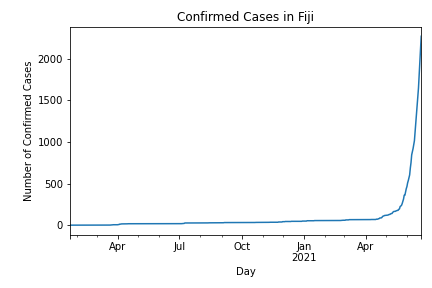 Confirmed Cases in Fiji
Number of Confirmed Cases
2000
1500
1000
500
0
Apr
Jul
Oct
Jan
2021
Apr
Day